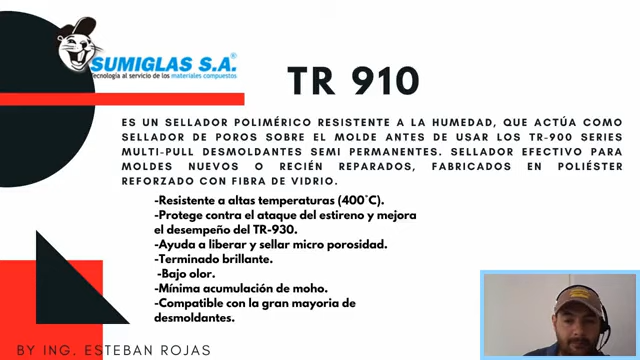 SUMIGLAS S.A.
Tecnología al servicio de los materiales compuestos
TR 910
ES UN SELLADOR POLIMÉRICO RESISTENTE A LA HUMEDAD, QUE ACTÚA COMO
SELLADOR DE POROS SOBRE EL MOLDE ANTES DE USAR LOS TR-900 SERIES
MULTI-PULL DESMOLDANTES SEMI PERMANENTES. SELLADOR EFECTIVO PARA
MOLDES NUEVOS O RECIÉN REPARADOS, FABRICADOS EN POLIÉSTER
REFORZADO CON FIBRA DE VIDRIO.
-Resistente a altas temperaturas (400°C).
-Protege contra el ataque del estireno y mejora
el desempeño del TR-930.
-Ayuda a liberar y sellar micro porosidad.
-Terminado brillante.
-Bajo olor.
-Mínima acumulación de moho.
-Compatible con la gran mayoria de
desmoldantes.
BY ING. ESTEBAN ROJAS